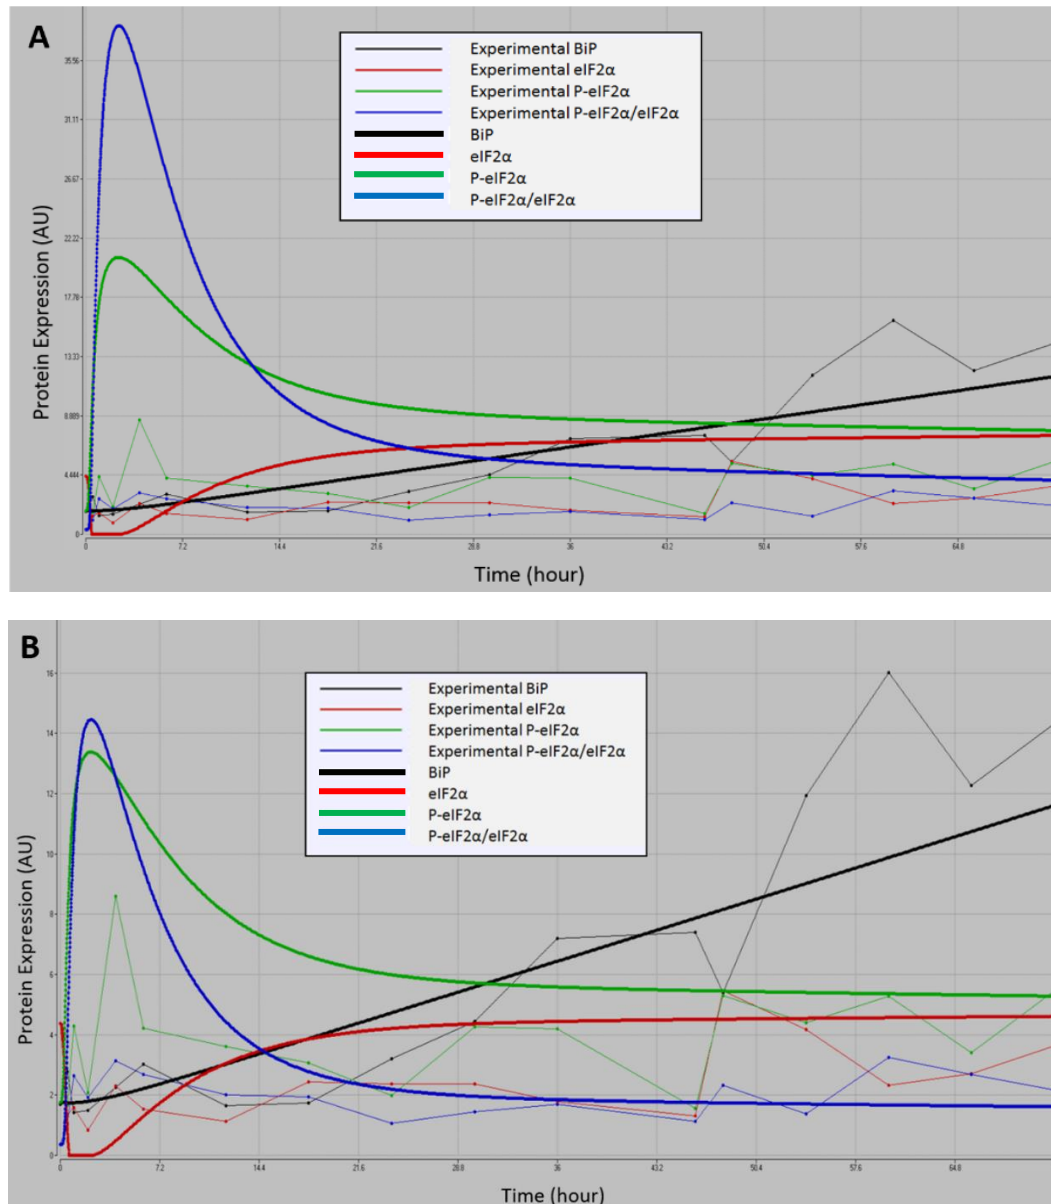 A
Experimental BiP
Experimental eIF2α
Experimental P-eIF2α
Experimental P-eIF2α/eIF2α
BiP
eIF2α
P-eIF2α
P-eIF2α/eIF2α
Protein Expression (AU)
35.56
31.11
26.67
22.22
17.78
13.33
8.889
4.444
0
0 7.2 14.4 21.6 28.8 36 43.2 50.4 57.6 64.8
Time (hour)
B
Experimental BiP
Experimental eIF2α
Experimental P-eIF2α
Experimental P-eIF2α/eIF2α
BiP
eIF2α
P-eIF2α
P-eIF2α/eIF2α
Protein Expression (AU)
16
14
12
10
8
6
4
2
0
0 7.2 14.4 21.6 28.8 36 43.2 50.4 57.6 64.8
Time (hour)